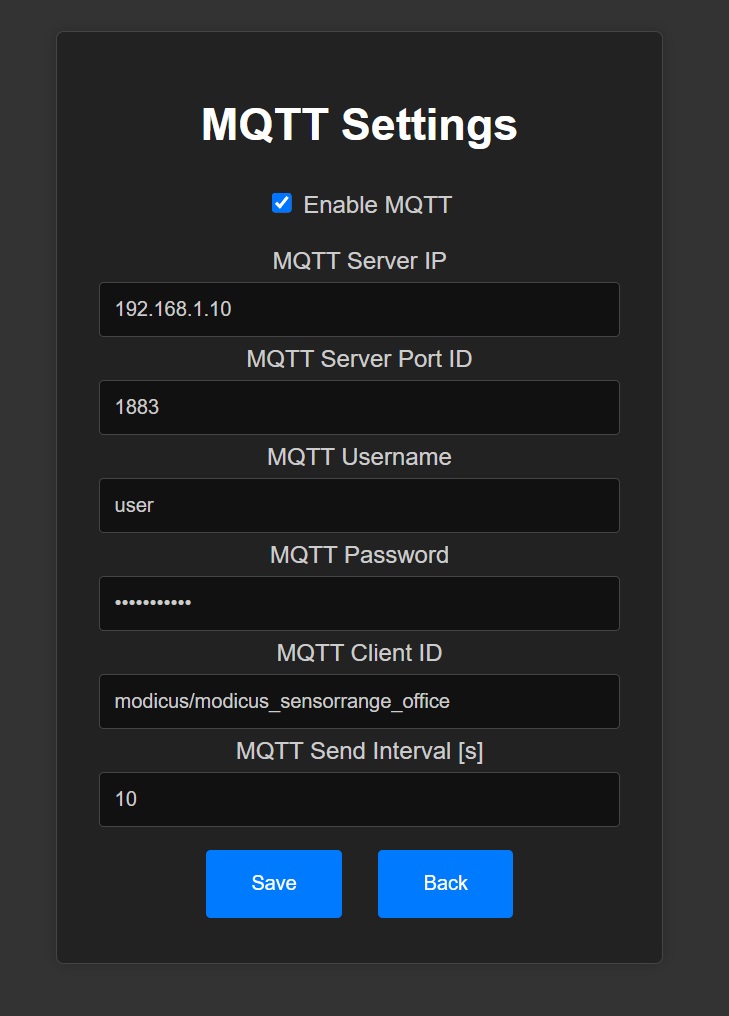 MQTT Settings
Enable MQTT
MQTT Server IP
192.168.1.10
MQTT Server Port ID
1883
MQTT Username
user
MQTT Password
•••••••••••
MQTT Client ID
modicus/modicus_sensorrange_office
MQTT Send Interval [s]
10
Save
Back